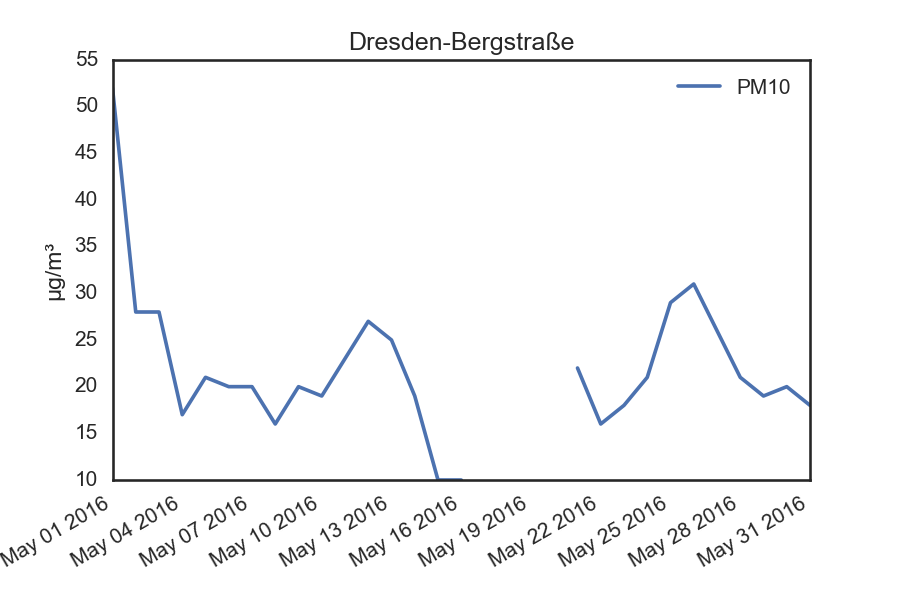 Dresden-Bergstraße
55
50
45
40
35
30
25
20
15
10
µg/m³
PM10
May 01 2016
May 04 2016
May 07 2016
May 10 2016
May 13 2016
May 16 2016
May 19 2016
May 22 2016
May 25 2016
May 28 2016
May 31 2016